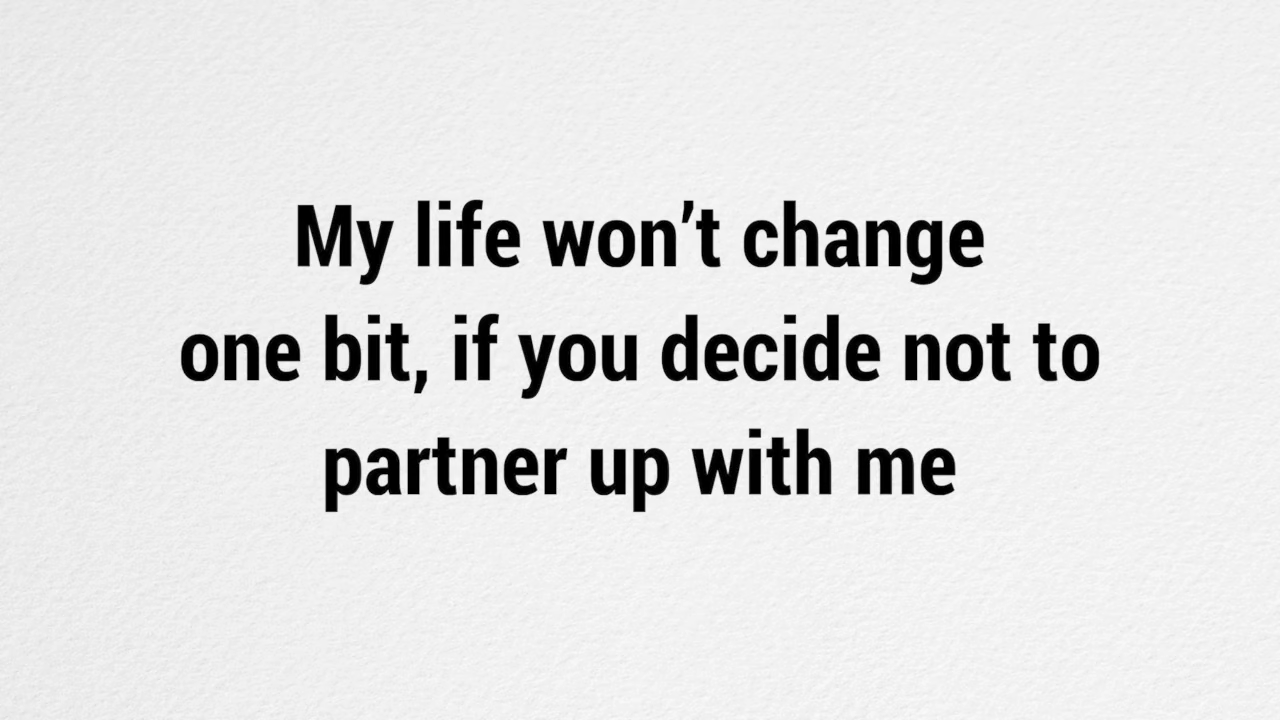 My life won’t change
one bit, if you decide not to
partner up with me